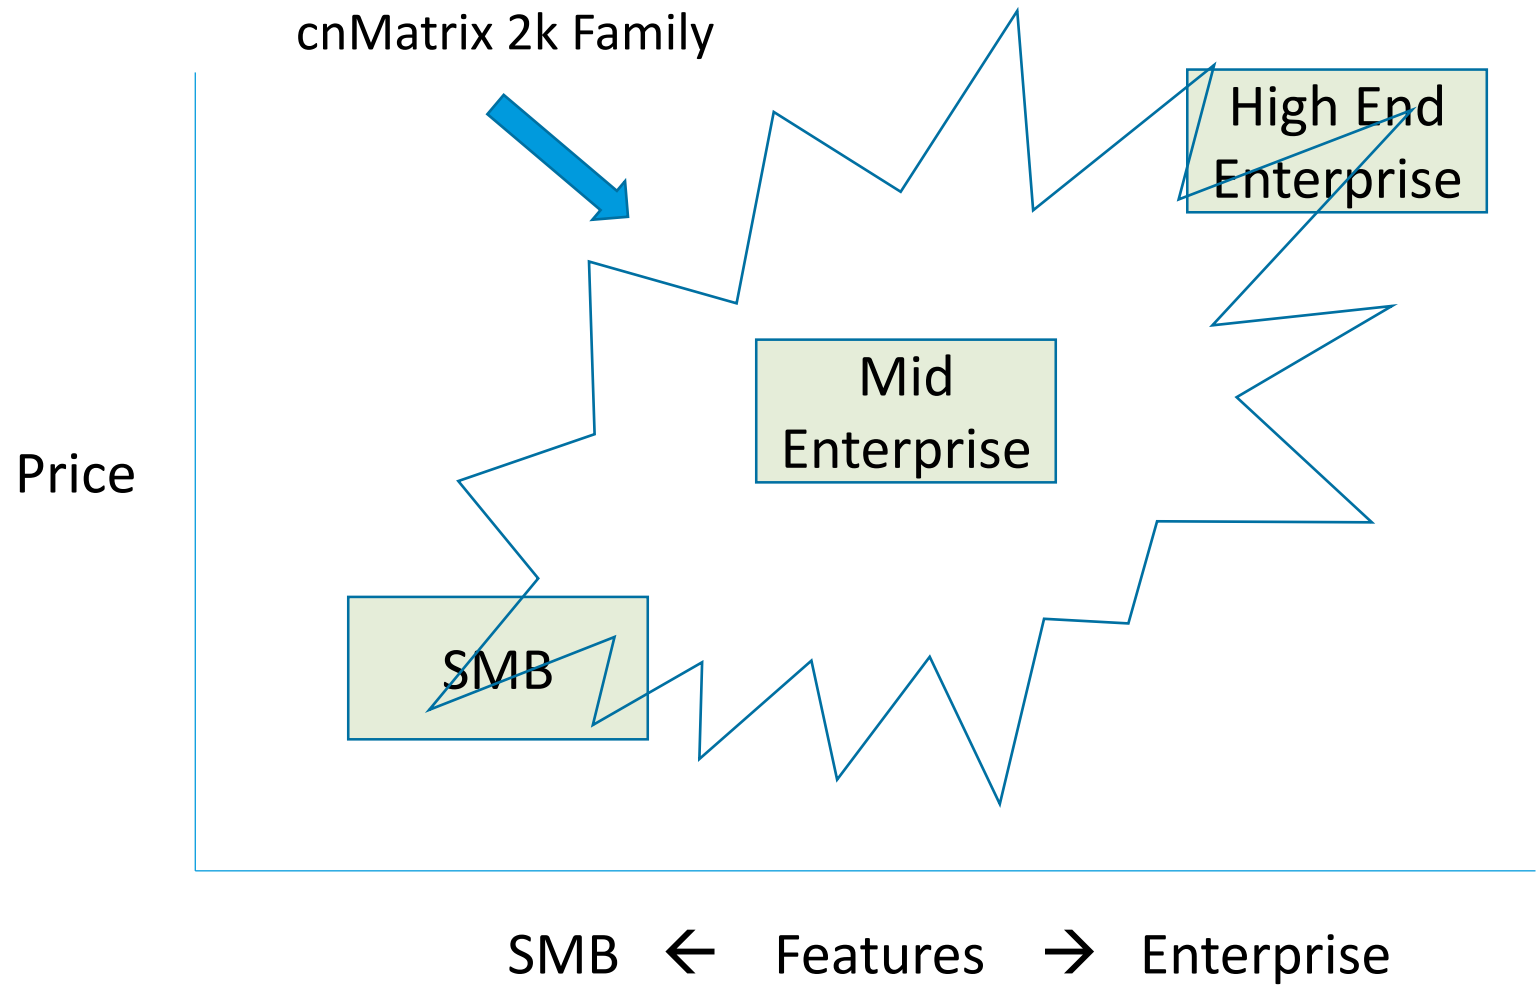 cnMatrix 2k Family
High End
Enterprise
Mid
Enterprise
Price
SMB
SMB ← Features → Enterprise